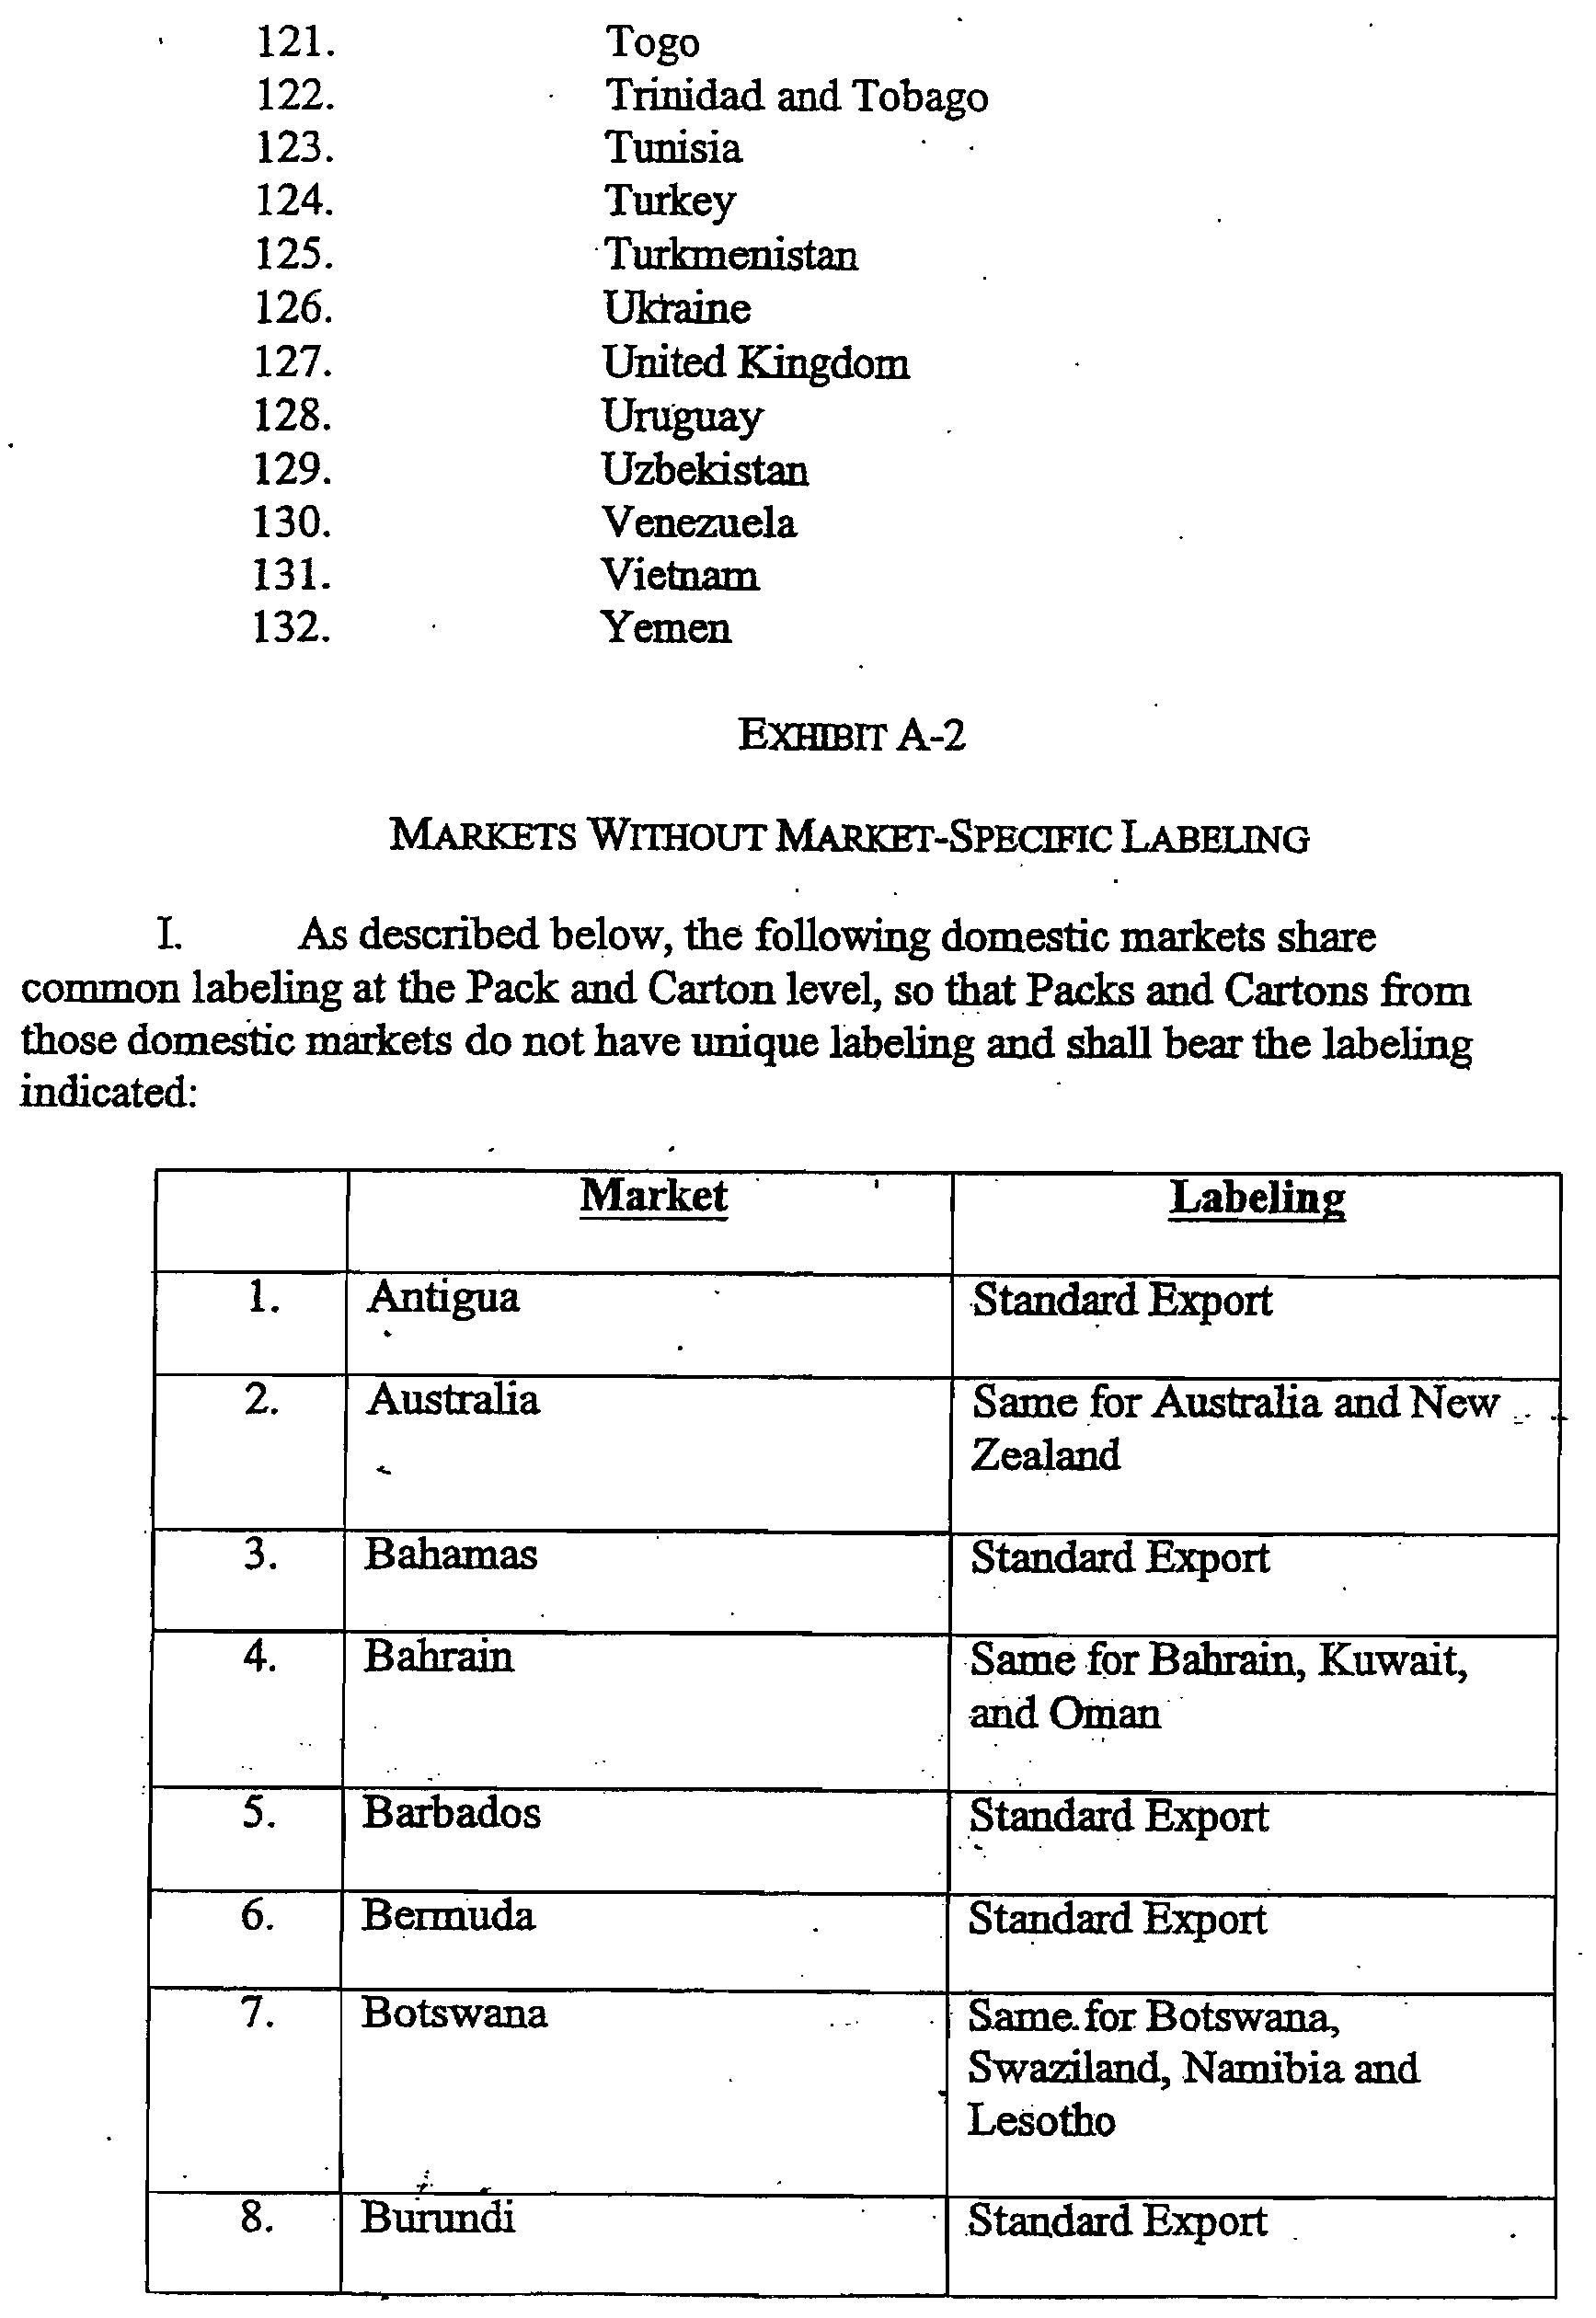 121. Togo
122. Trinidad and Tobago
123. Tunisia
124. Turkey
125. Turkmenistan
126. Ukraine
127. United Kingdom
128. Uruguay
129. Uzbekistan
130. Venezuela
131. Vietnam
132. Yemen
EXHIBIT A-2
MARKETS WITHOUT MARKET-SPECIFIC LABELING
I. As described below, the following domestic markets share
common labeling at the Pack and Carton level, so that Packs and Cartons from
those domestic markets do not have unique labeling and shall bear the labeling
indicated:
Market Labeling
1. Antigua Standard Export
2. Australia Same for Australia and New
Zealand
3. Bahamas Standard Export
4. Bahrain Same for Bahrain, Kuwait,
and Oman
5. Barbados Standard Export
6. Bermuda Standard Export
7. Botswana Same for Botswana,
Swaziland, Namibia and
Lesotho
8. Burundi Standard Export